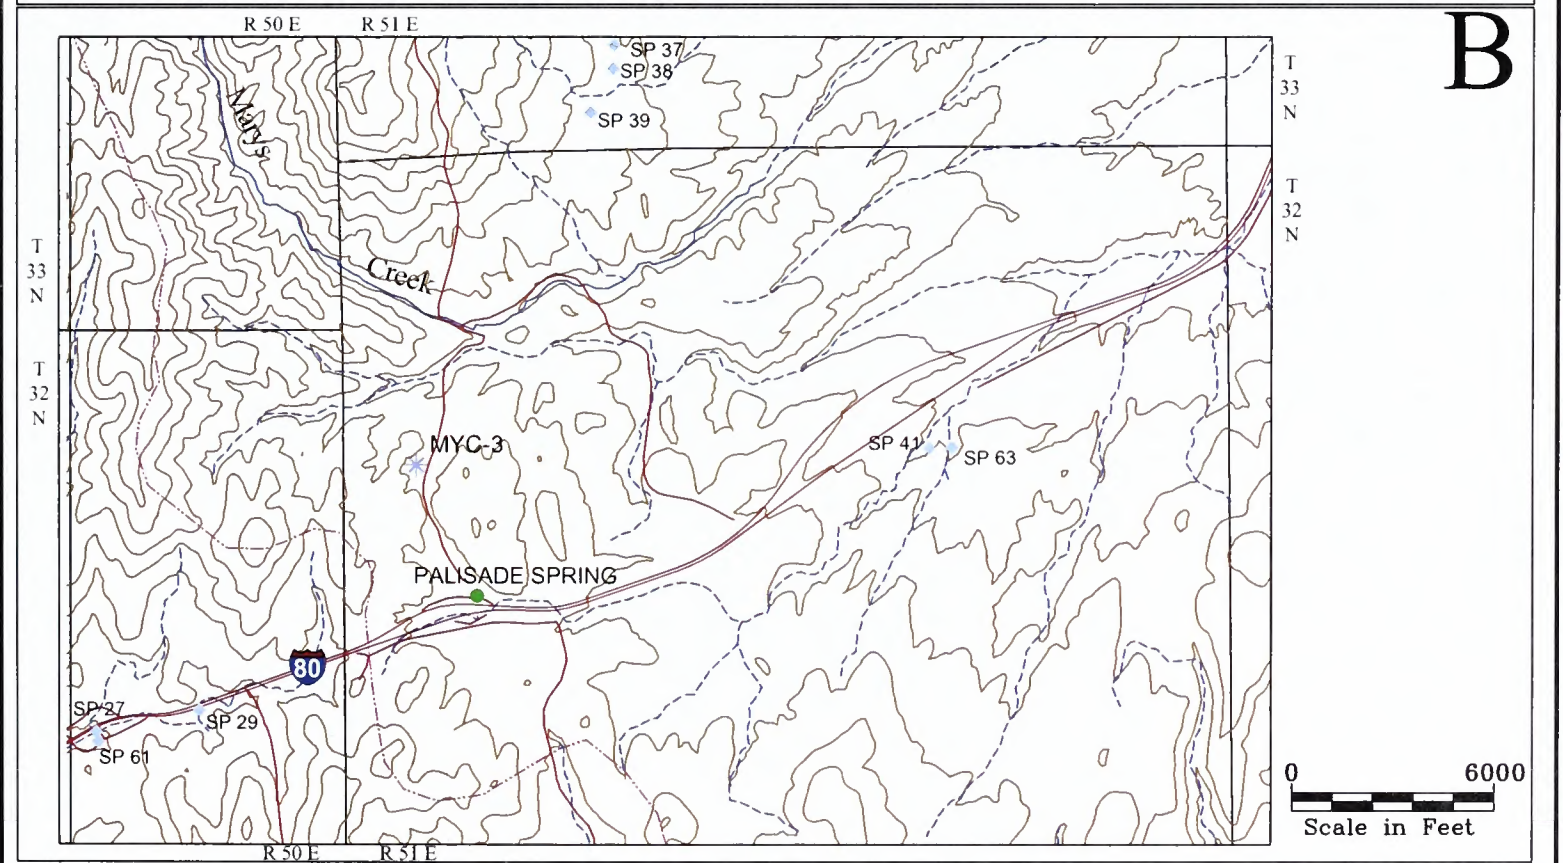 B
R 50 E
R 51 E
T
33
N
T
32
N
T
33
N
T
32
N
SP 37
SP 38
SP 39
Marys
Creek
MYC-3
SP 41
SP 63
PALISADE SPRING
80
SP 27
SP 29
SP 61
R 50 E
R 51 E
0
6000
Scale in Feet